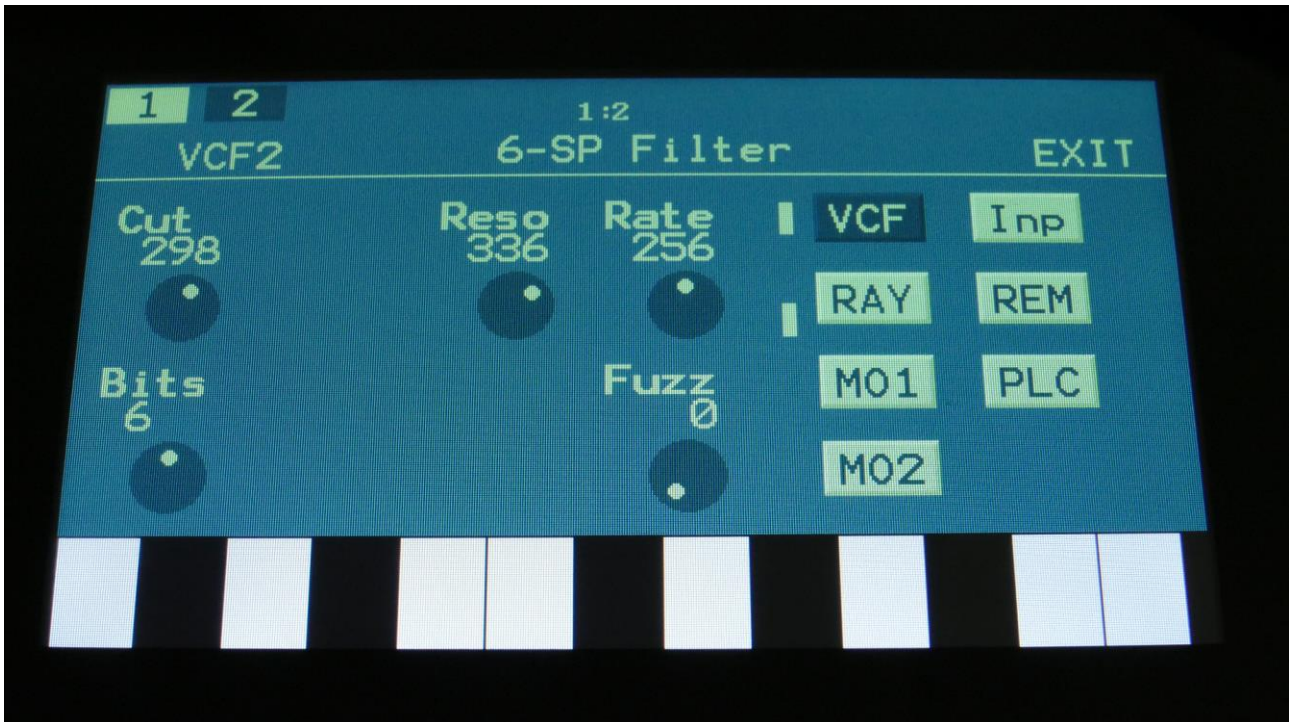 1 2 1:2
VCF2 6-SP Filter EXIT
Cut Reso Rate VCF Inp
298 336 256
RAY REM
Bits Fuzz MO1 PLC
6 0
MO2